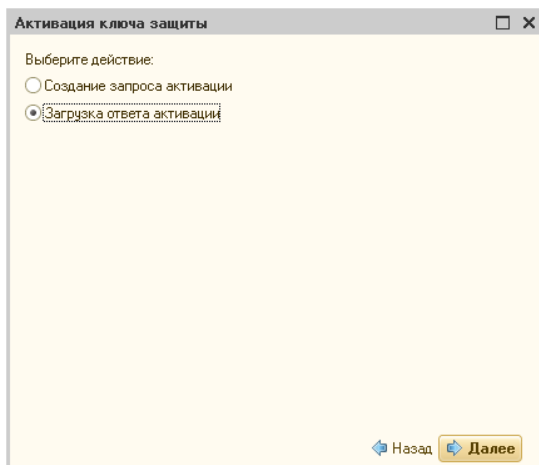 Активация ключа защиты
Выберите действие:
Создание запроса активации
Загрузка ответа активации
Назад Далее